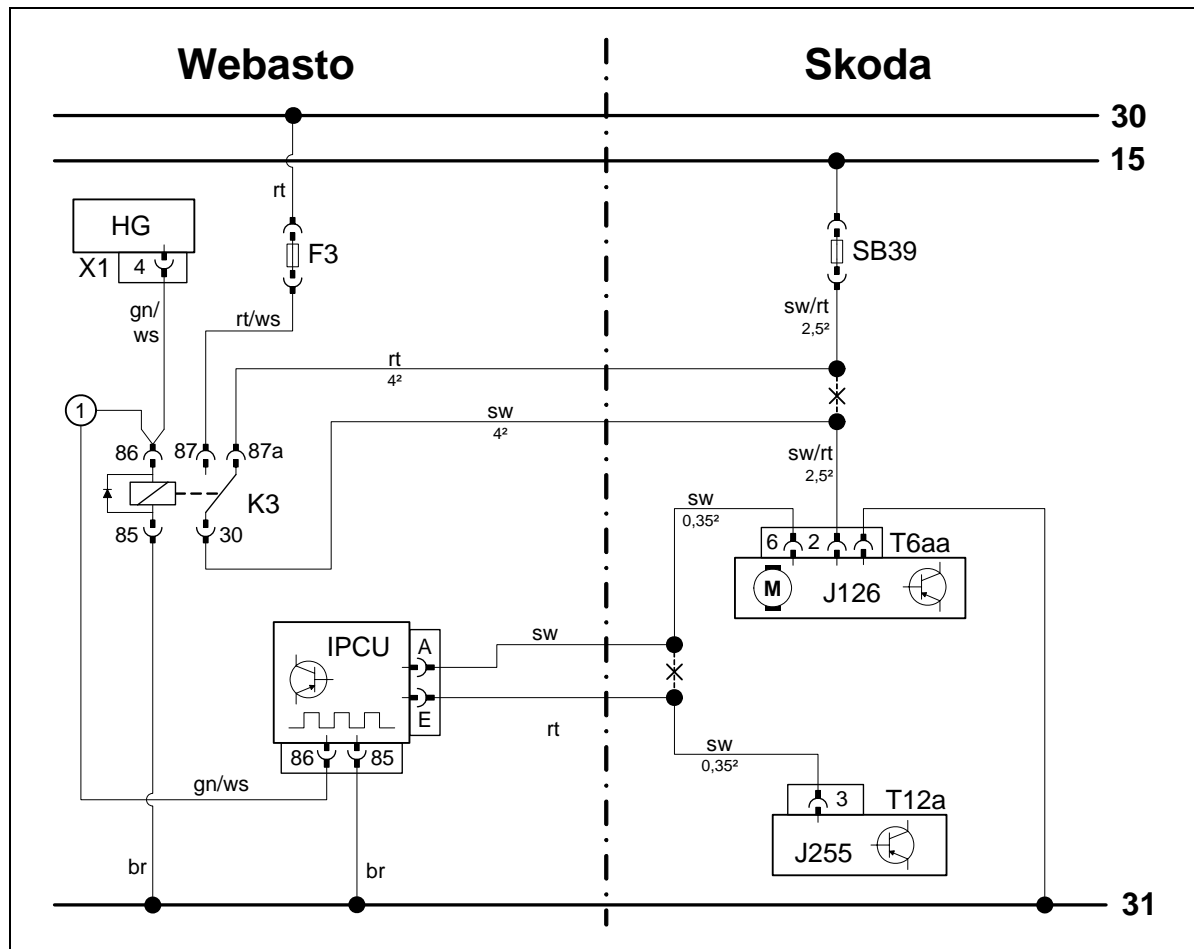 Webasto
Skoda
30
15
rt
HG
X1
4
F3
SB39
gn/
ws
rt/ws
sw/rt
2,5²
rt
4²
1
sw
4²
86
87
87a
sw/rt
2,5²
K3
85
30
sw
0,35²
6
2
T6aa
M
J126
IPCU
A
sw
E
rt
86
85
sw
0,35²
gn/ws
3
T12a
J255
br
br
31